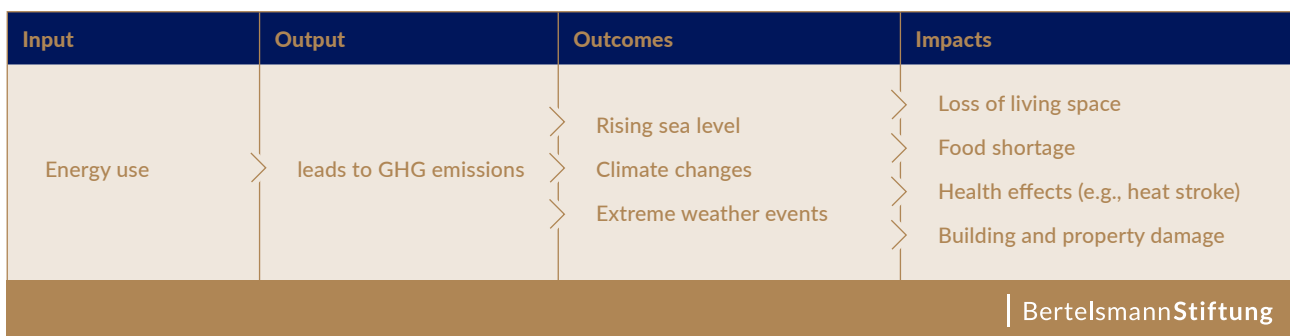 Input
Output
Outcomes
Impacts
Energy use
leads to GHG emissions
Rising sea level
Climate changes
Extreme weather events
Loss of living space
Food shortage
Health effects (e.g., heat stroke)
Building and property damage
BertelsmannStiftung